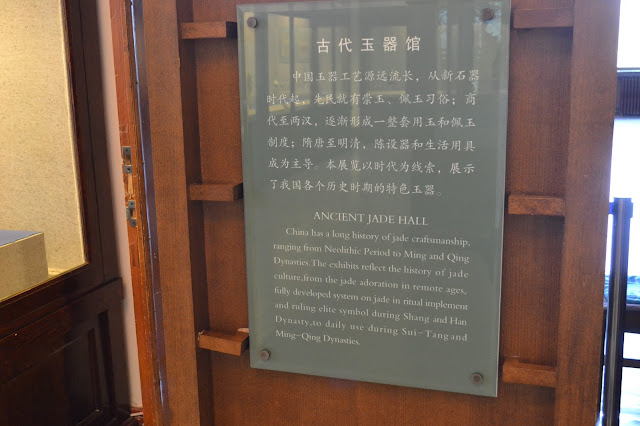 古代玉器馆
中国玉器工艺源远流长，从新石器
时代起，先民就有崇玉、佩玉习俗；商
代至两汉，逐渐形成一整套用玉和佩玉
制度；隋唐至明清，陈设器和生活用具
成为主导。本展览以时代为线索，展示
了我国各个历史时期的特色玉器。
ANCIENT JADE HALL
China has a long history of jade craftsmanship,
ranging from Neolithic Period to Ming and Qing
Dynasties.The exhibits reflect the history of jade
culture,from the jade adoration in remote ages,
fully developed system on jade in ritual implement
and ruling elite symbol during Shang and Han
Dynasty,to daily use during Sui-Tang and
Ming-Qing Dynasties.